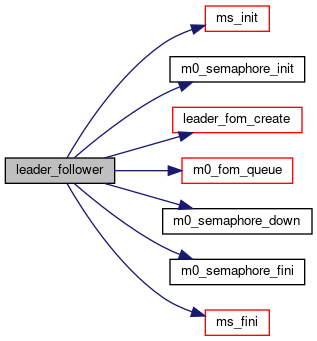 ms_init
m0_semaphore_init
leader_fom_create
leader_follower
m0_fom_queue
m0_semaphore_down
m0_semaphore_fini
ms_fini